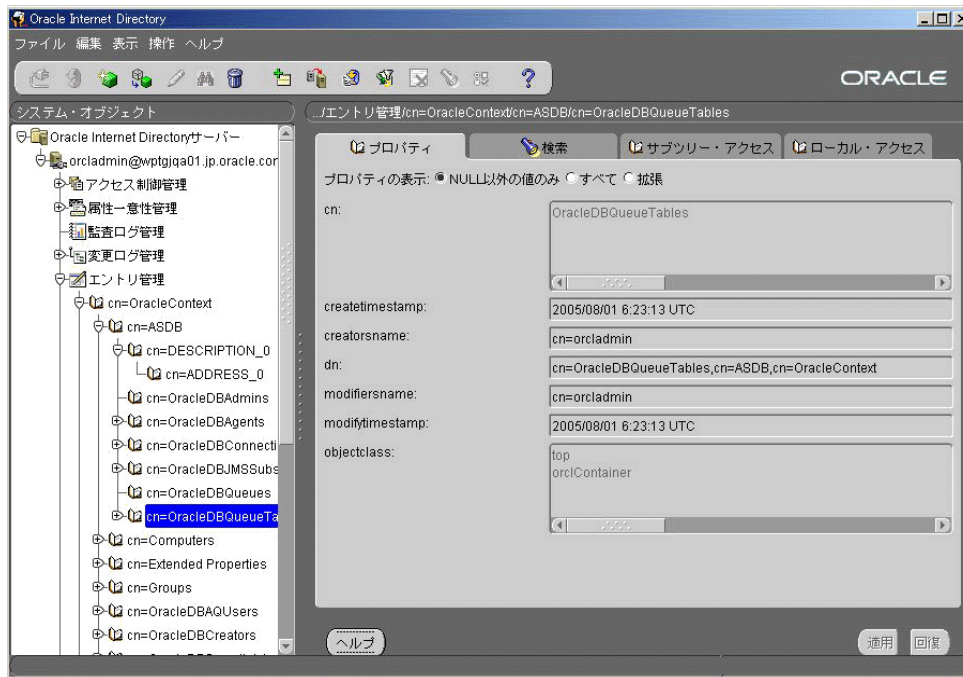 Oracle Internet Directory
ファイル 編集 表示 操作 ヘルプ
ORACLE
システム・オブジェクト
../エントリ管理/cn=OracleContext/cn=ASDB/cn=OracleDBQueueTables
Oracle Internet Directoryサーバー
orcladmin@wptgjqa01.jp.oracle.cor
アクセス制御管理
属性一意性管理
監査ログ管理
変更ログ管理
エントリ管理
cn=OracleContext
cn=ASDB
cn=DESCRIPTION_0
cn=ADDRESS_0
cn=OracleDBAdmins
cn=OracleDBAgents
cn=OracleDBConnecti
cn=OracleDBJMSSubs
cn=OracleDBQueues
cn=OracleDBQueueTa
cn=Computers
cn=Extended Properties
cn=Groups
cn=OracleDBAQUsers
cn=OracleDBCreators
プロパティ 検索 サブツリー・アクセス ローカル・アクセス
プロパティの表示: NULL以外の値のみ すべて 拡張
cn: OracleDBQueueTables
createtimestamp: 2005/08/01 6:23:13 UTC
creatorsname: cn=orcladmin
dn: cn=OracleDBQueueTables,cn=ASDB,cn=OracleContext
modifiersname: cn=orcladmin
modifytimestamp: 2005/08/01 6:23:13 UTC
objectclass: top
orclContainer
ヘルプ 適用 回復